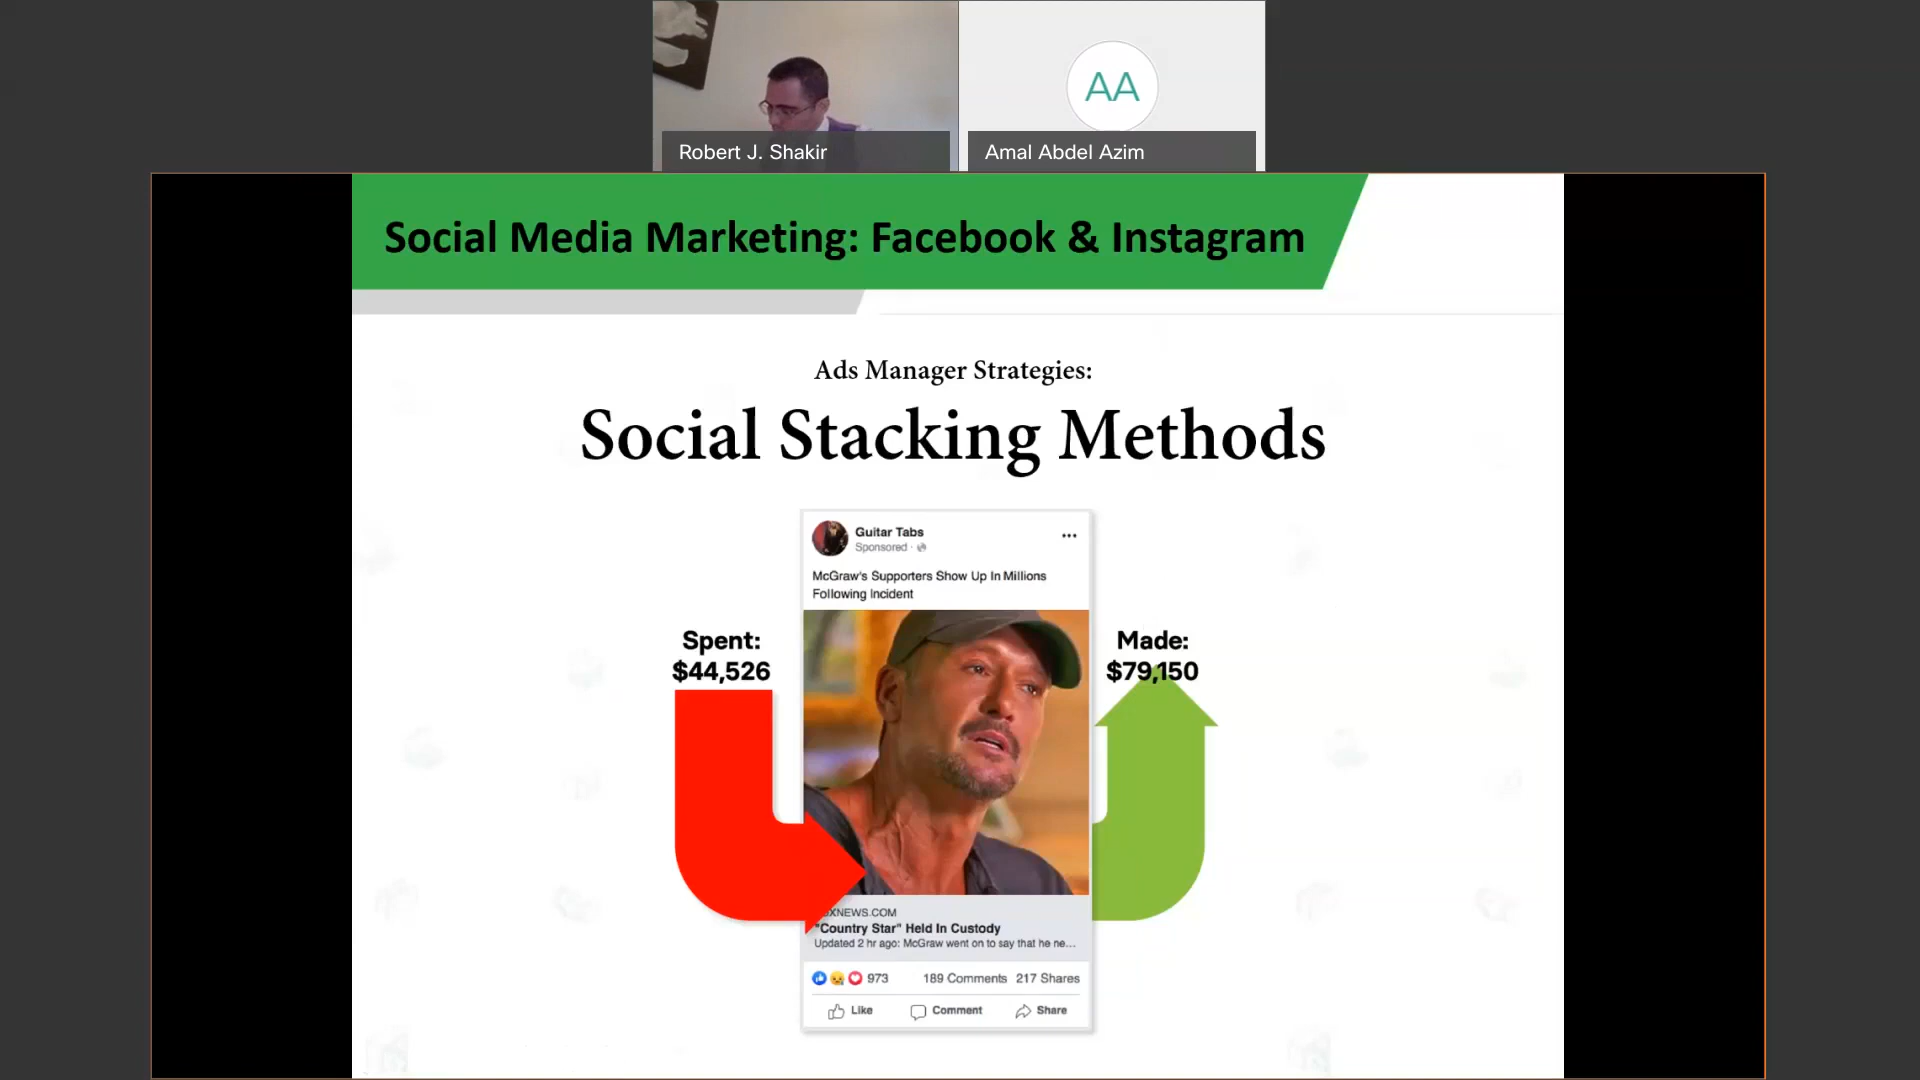 AA
Robert J. Shakir
Amal Abdel Azim
Social Media Marketing: Facebook & Instagram
Ads Manager Strategies:
Social Stacking Methods
Guitar Tabs
Sponsored ·
McGraw's Supporters Show Up In Millions
Following Incident
Spent:
$44,526
Made:
$79,150
XNEWS.COM
"Country Star" Held In Custody
Updated 2 hr ago: McGraw went on to say that he ne...
973
189 Comments 217 Shares
Like Comment Share